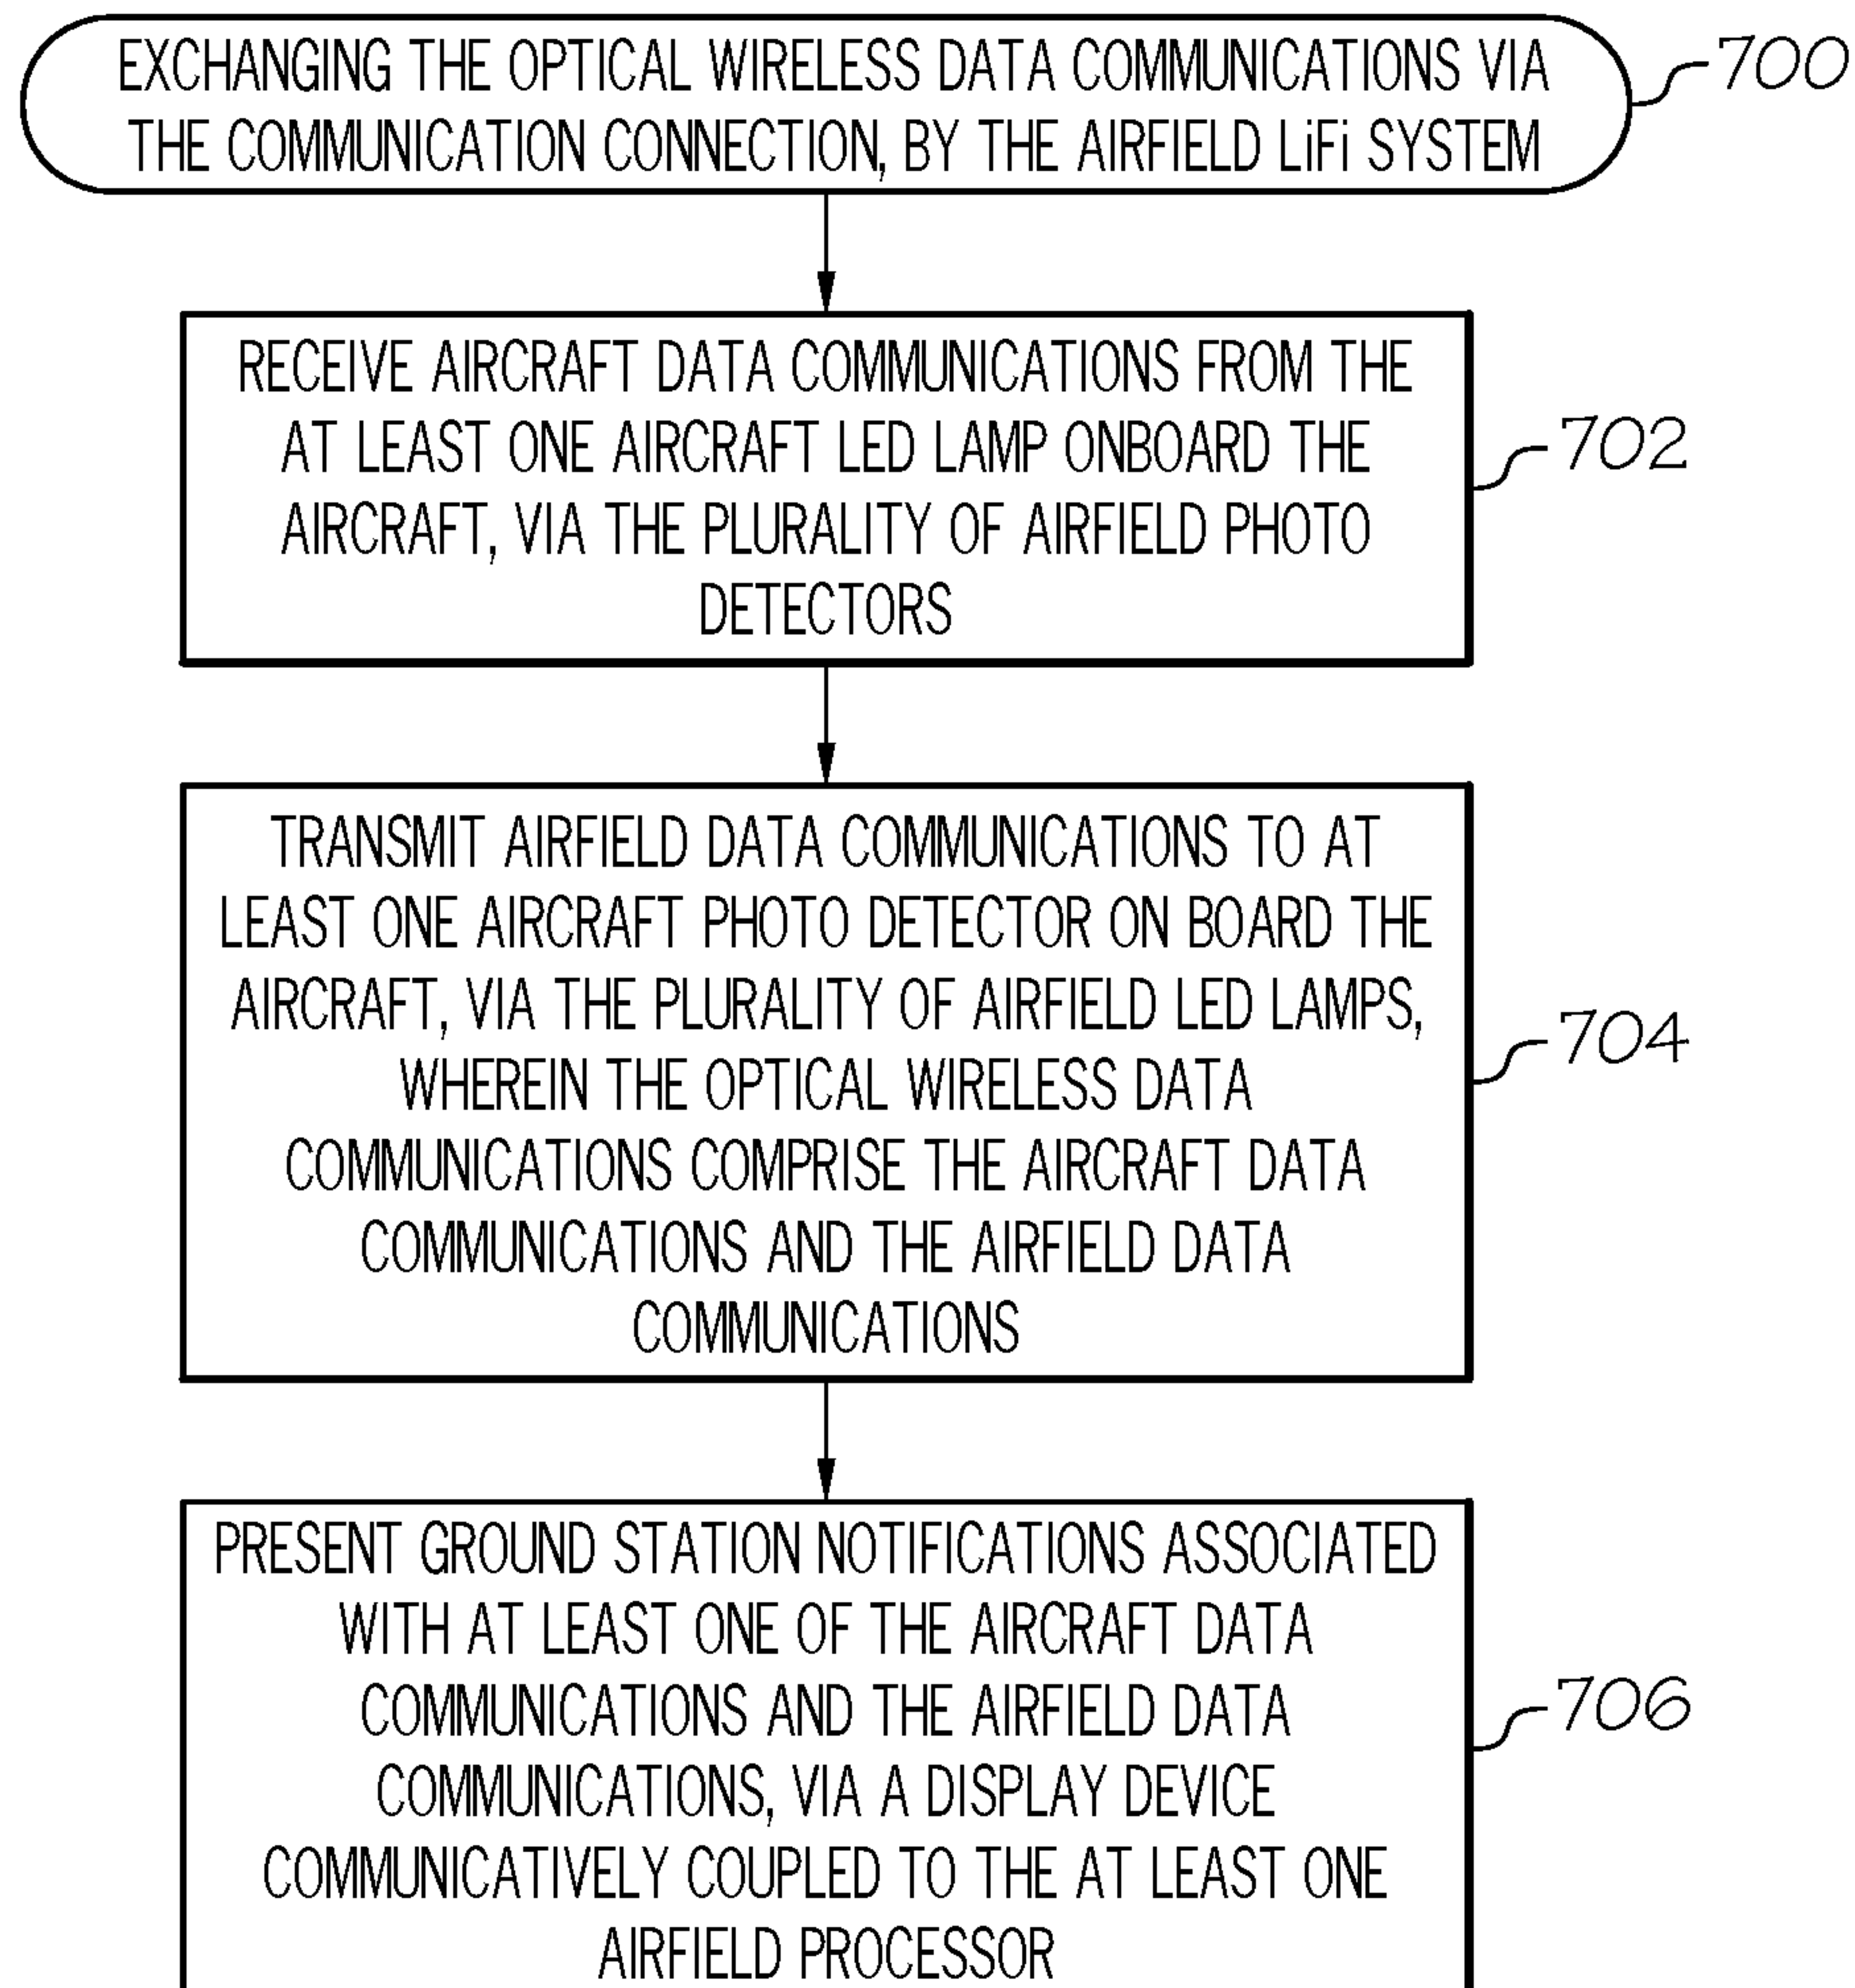 EXCHANGING THE OPTICAL WIRELESS DATA COMMUNICATIONS VIA
THE COMMUNICATION CONNECTION, BY THE AIRFIELD LiFi SYSTEM
700
RECEIVE AIRCRAFT DATA COMMUNICATIONS FROM THE
AT LEAST ONE AIRCRAFT LED LAMP ONBOARD THE
AIRCRAFT, VIA THE PLURALITY OF AIRFIELD PHOTO
DETECTORS
702
TRANSMIT AIRFIELD DATA COMMUNICATIONS TO AT
LEAST ONE AIRCRAFT PHOTO DETECTOR ON BOARD THE
AIRCRAFT, VIA THE PLURALITY OF AIRFIELD LED LAMPS,
WHEREIN THE OPTICAL WIRELESS DATA
COMMUNICATIONS COMPRISE THE AIRCRAFT DATA
COMMUNICATIONS AND THE AIRFIELD DATA
COMMUNICATIONS
704
PRESENT GROUND STATION NOTIFICATIONS ASSOCIATED
WITH AT LEAST ONE OF THE AIRCRAFT DATA
COMMUNICATIONS AND THE AIRFIELD DATA
COMMUNICATIONS, VIA A DISPLAY DEVICE
COMMUNICATIVELY COUPLED TO THE AT LEAST ONE
AIRFIELD PROCESSOR
706